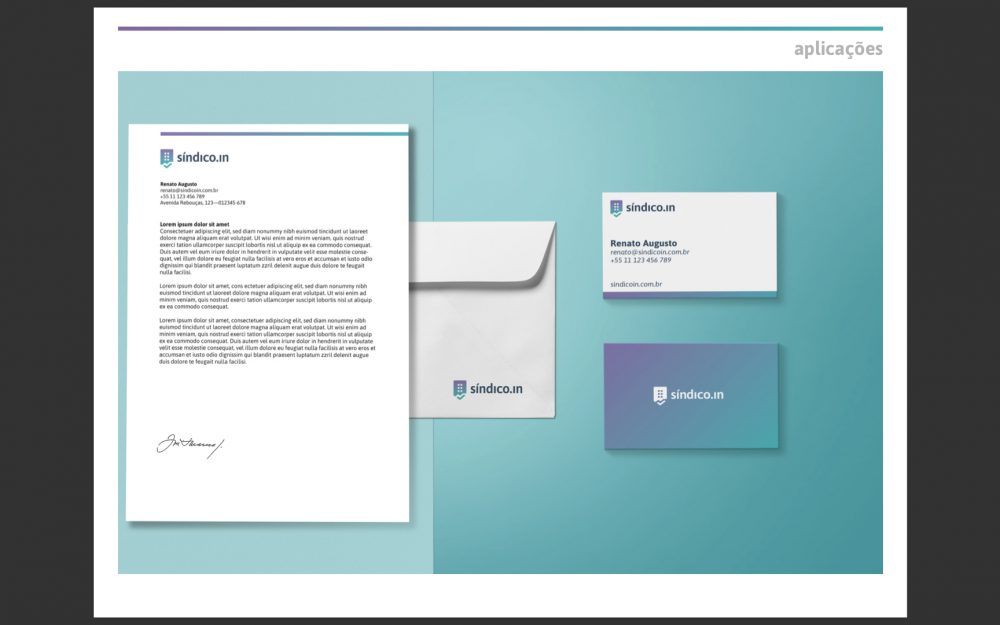 aplicações
síndico.in
Renato Augusto
renato@sindicoin.com.br
+55 11 123 456 789
Avenida Rebouças, 123—012345-678
Lorem ipsum dolor sit amet
Consectetuer adipiscing elit, sed diam nonummy nibh euismod tincidunt ut laoreet
dolore magna aliquam erat volutpat. Ut wisi enim ad minim veniam, quis nostrud
exerci tation ullamcorper suscipit lobortis nisl ut aliquip ex ea commodo consequat.
Duis autem vel eum iriure dolor in hendrerit in vulputate velit esse molestie conse-
quat, vel illum dolore eu feugiat nulla facilisis at vero eros et accumsan et iusto odio
dignissim qui blandit praesent luptatum zzril delenit augue duis dolore te feugait
nulla facilisi.
Lorem ipsum dolor sit amet, cons ectetuer adipiscing elit, sed diam nonummy
nibh euismod tincidunt ut laoreet dolore magna aliquam erat volutpat. Ut wisi enim ad
minim veniam, quis nostrud exerci tation ullamcorper suscipit lobortis nisl ut aliquip
ex ea commodo consequat.
Lorem ipsum dolor sit amet, consectetuer adipiscing elit, sed diam nonummy nibh
euismod tincidunt ut laoreet dolore magna aliquam erat volutpat. Ut wisi enim ad
minim veniam, quis nostrud exerci tation ullamcorper suscipit lobortis nisl ut aliquip
ex ea commodo consequat. Duis autem vel eum iriure dolor in hendrerit in vulputate
velit esse molestie consequat, vel illum dolore eu feugiat nulla facilisis at vero eros et
accumsan et iusto odio dignissim qui blandit praesent luptatum zzril delenit augue
duis dolore te feugait nulla facilisi.
síndico.in
síndico.in
Renato Augusto
renato@sindicoin.com.br
+55 11 123 456 789
sindicoin.com.br
síndico.in